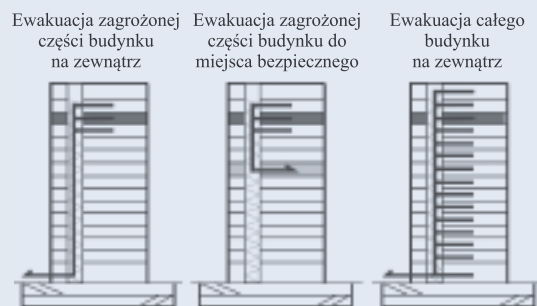 Ewakuacja zagrożonej
części budynku
na zewnątrz
Ewakuacja zagrożonej
części budynku do
miejsca bezpiecznego
Ewakuacja całego
budynku
na zewnątrz